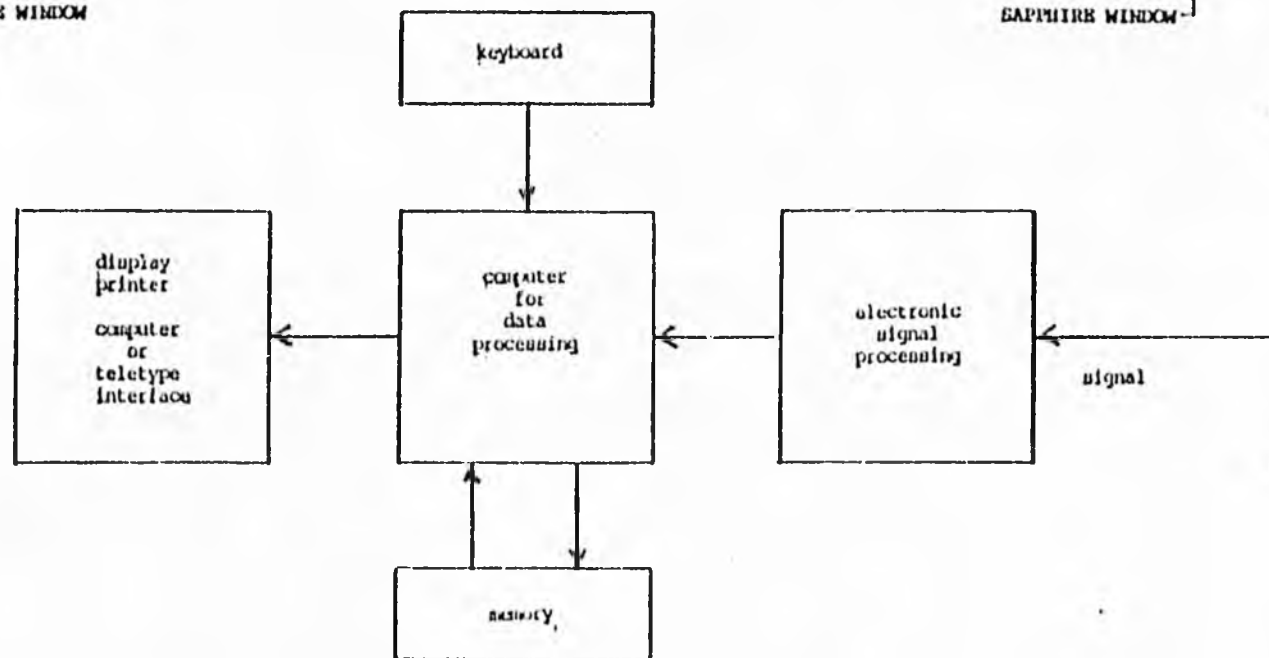 WINDOW
SAPPHIRE WINDOW
keyboard
display
printer
computer
or
teletype
interface
computer
for
data
processing
electronic
signal
processing
signal
memory